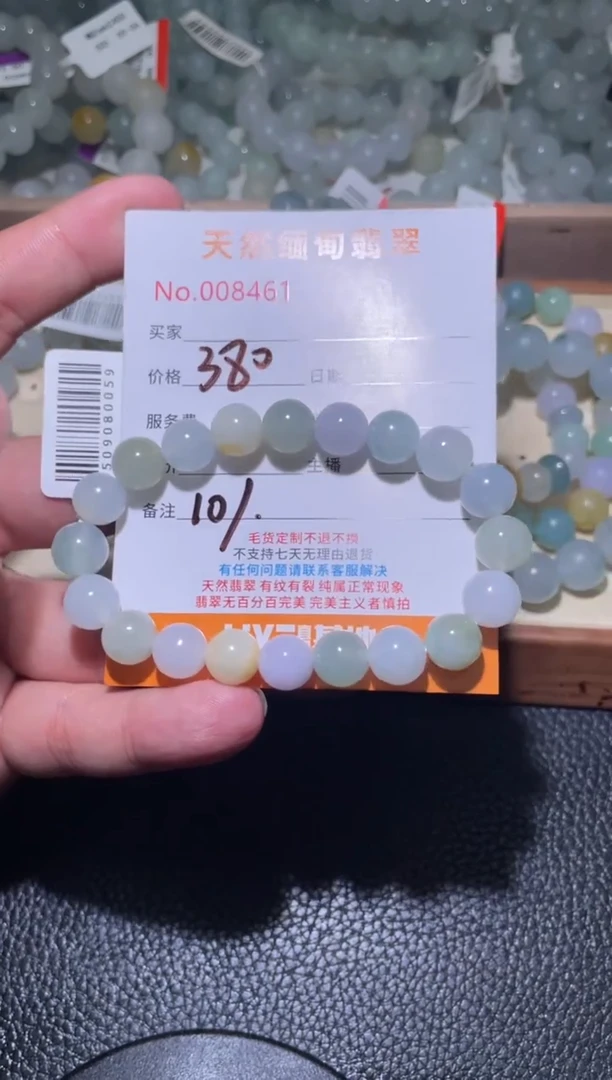 天然缅甸翡翠
No.008461
买家
价格 380 日期
服务费
主播
备注 10%
毛货定制不退不换
不支持七天无理由退货
有任何问题请联系客服解决
天然翡翠 有纹有裂 纯属正常现象
翡翠无百分百完美 完美主义者慎拍
509080059